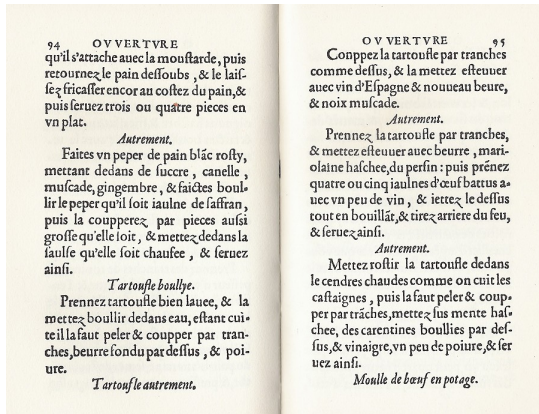 94 OVVERTVRE
qu'il s'attache auec la moustarde, puis
retournez le pain dessoubs, & le lais-
sez fricasser encor au costez du pain, &
puis seruez trois ou quatre pieces en
vn plat.
Autrement.
Faites vn peper de pain blāc rosty,
mettant dedans de succre, canelle,
muscade, gingembre, & faictes boul-
lir le peper qu'il soit iaulne de saffran,
puis la coupperez par pieces aussi
grosse qu'elle soit, & mettez dedans la
saulse qu'elle soit chaufee, & seruez
ainsi.
Tartoufle boullye.
Prennez tartoufle bien lauee, & la
mettez boullir dedans eau, estant cui-
te il la faut peler & coupper par tran-
ches, beurre fondu par dessus, & poi-
ure.
Tartoufle autrement.
OVVERTVRE 95
Conppez la tartoufle par tranches
comme dessus, & la mettez esteuuer
auec vin d'Espagne & nouueau beure,
& noix muscade.
Autrement.
Prennez la tartoufle par tranches,
& mettez esteuuer auec beurre, mari-
olaine haschee, du persin: puis prēnez
quatre ou cinq iaulnes d'œuf battus a-
uec vn peu de vin, & iettez le dessus
tout en bouillāt, & tirez arriere du feu,
& seruez ainsi.
Autrement.
Mettez rostir la tartoufle dedans
le cendres chaudes comme on cuit les
castaignes, puis la faut peler & coup-
per par trāches, mettez sus mente has-
chee, des carentines boullies par des-
sus, & vinaigre, vn peu de poiure, & ser
uez ainsi.
Moulle de bœuf en potage.